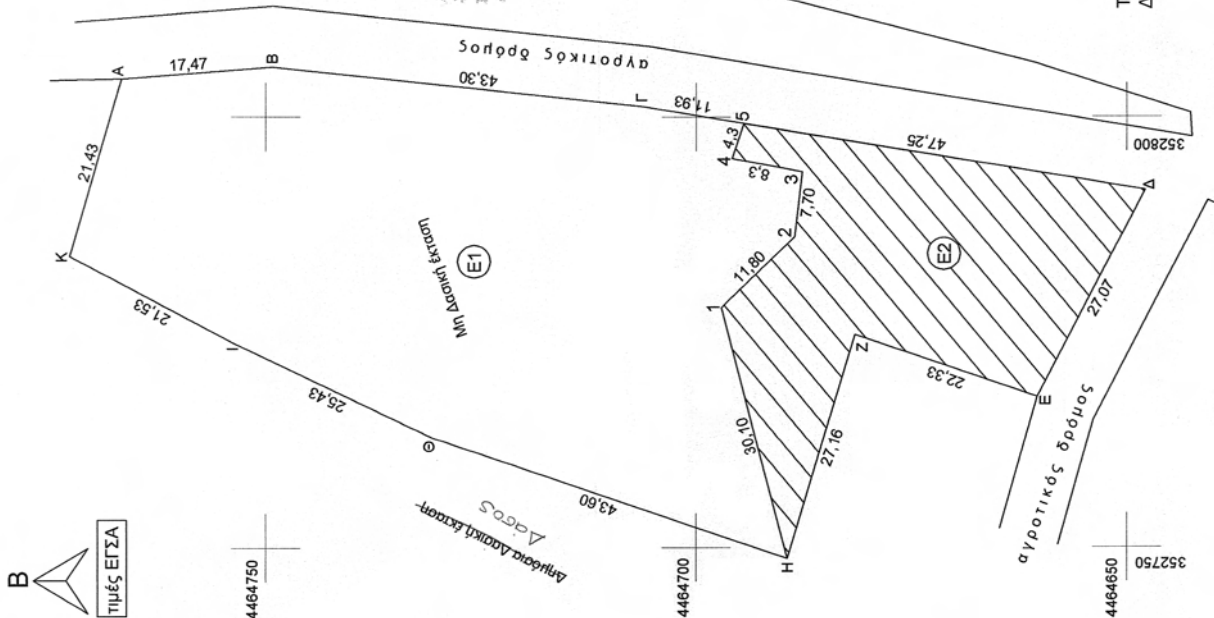 Β
τιμές ΕΓΣΑ
Κ
21,43
Α
17,47
Β
43,30
αγροτικός δρόμος
21,53
Ι
25,43
Θ
Μη Δασική έκταση
Ε1
Γ
11,93
5
4,3
4
8,3
3
7,70
2
11,80
1
43,60
Δημόσια Δασική έκταση
Δάσος
30,10
Η
27,16
Ζ
22,33
Ε2
47,25
Δ
27,07
Ε
αγροτικός δρόμος
4464750
4464700
4464650
352750
352800
Τ
Δ